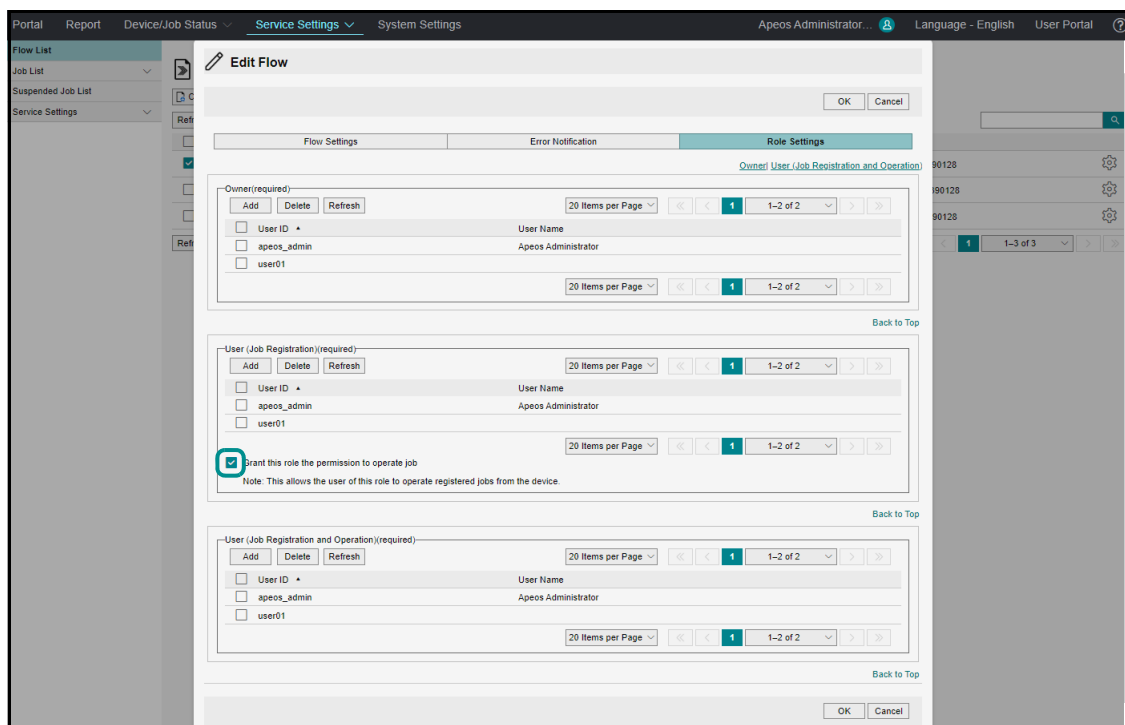 Portal Report Device/Job Status Service Settings System Settings Apeos Administrator... Language - English User Portal
Flow List
Job List
Suspended Job List
Service Settings
Edit Flow
OK Cancel
Flow Settings Error Notification Role Settings
Owner| User (Job Registration and Operation)
Owner(required)
Add Delete Refresh 20 Items per Page 1 1–2 of 2
User ID User Name
apeos_admin Apeos Administrator
user01
20 Items per Page 1 1–2 of 2
Back to Top
User (Job Registration)(required)
Add Delete Refresh 20 Items per Page 1 1–2 of 2
User ID User Name
apeos_admin Apeos Administrator
user01
20 Items per Page 1 1–2 of 2
Grant this role the permission to operate job
Note: This allows the user of this role to operate registered jobs from the device.
Back to Top
User (Job Registration and Operation)(required)
Add Delete Refresh 20 Items per Page 1 1–2 of 2
User ID User Name
apeos_admin Apeos Administrator
user01
20 Items per Page 1 1–2 of 2
Back to Top
OK Cancel
90128
90128
90128
1 1–3 of 3